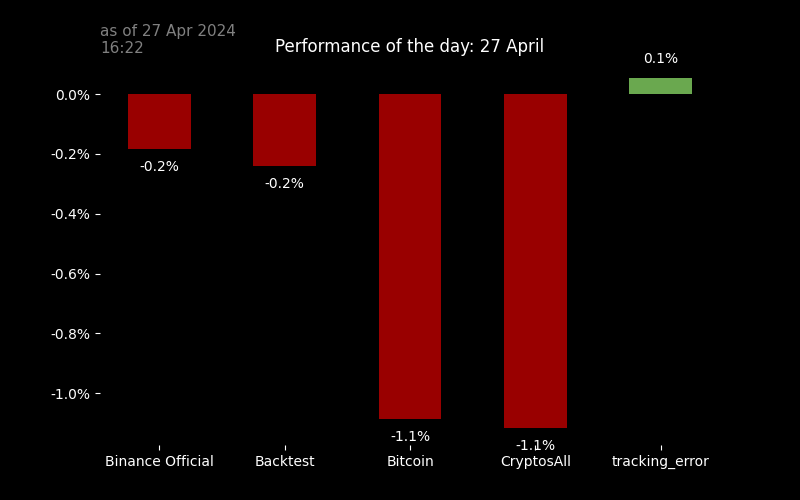 as of 27 Apr 2024
16:22
Performance of the day: 27 April
0.1%
0.0%
-0.2%
-0.2%
-0.2%
-0.4%
-0.6%
-0.8%
-1.0%
-1.1%
-1.1%
Binance Official
Backtest
Bitcoin
CryptosAll
tracking_error